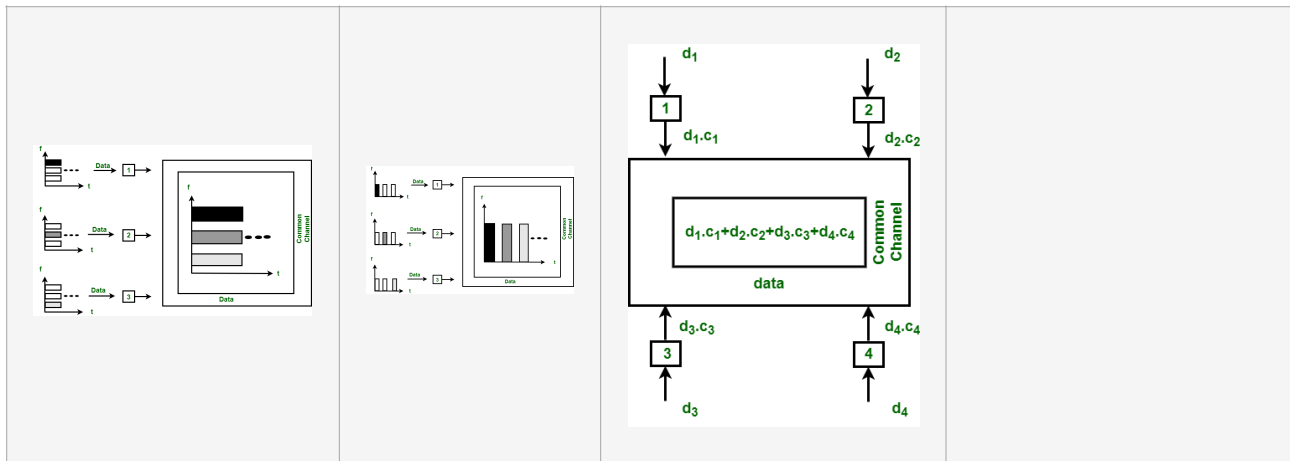 f
Data
1
t
f
Data
2
t
f
Data
3
t
f
t
Common
Channel
Data
f
Data
1
t
f
Data
2
t
f
Data
3
t
f
t
Common
Channel
Data
d1
d2
1
2
d1.c1
d2.c2
d1.c1+d2.c2+d3.c3+d4.c4
Common
Channel
data
d3.c3
d4.c4
3
4
d3
d4